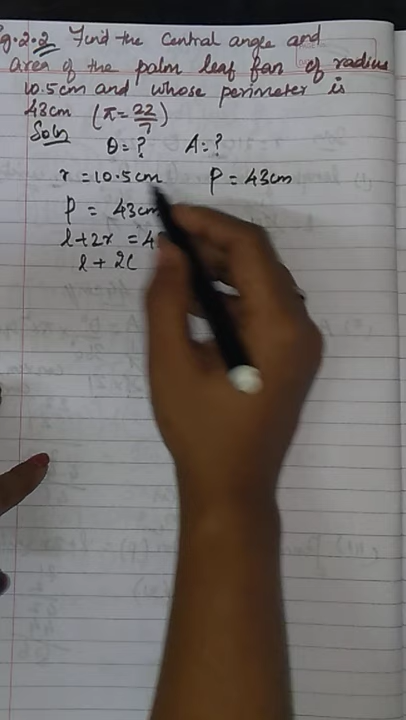 g.2.2 Find the central angle and
area of the palm leaf fan of radius
10.5cm and whose perimeter is
43cm (π=22/7)
Soln
θ=? A=?
r =10.5cm P = 43cm
P = 43cm
l+2r = 4
l + 2(